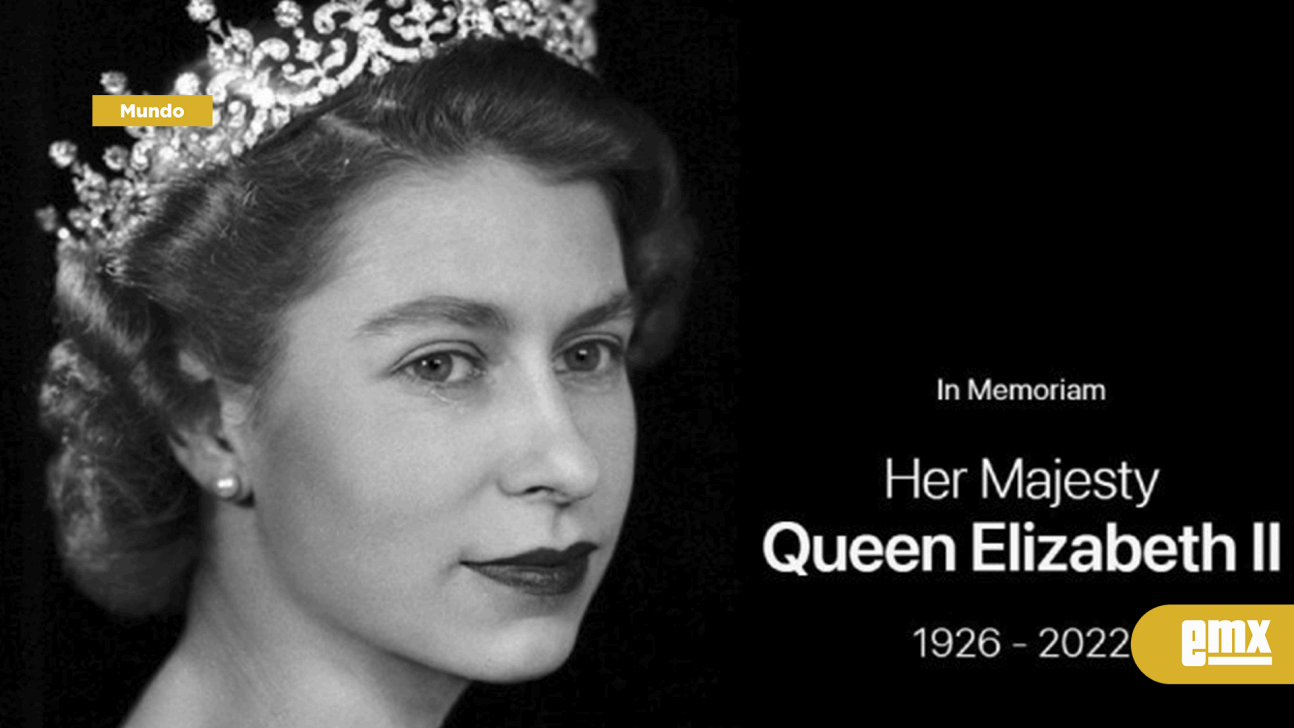 Mundo
In Memoriam
Her Majesty
Queen Elizabeth II
1926 - 2022
emx